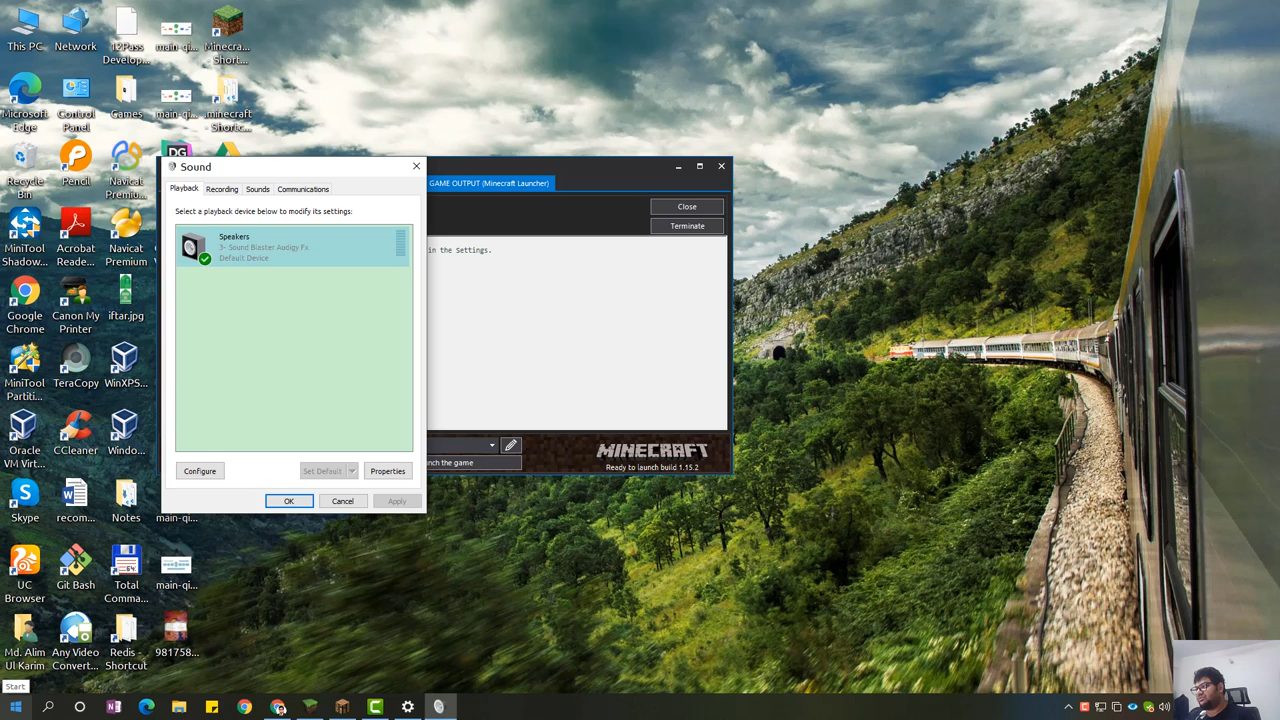 This PC
Network
12Pass
Develop...
main-qi...
Minecra...
- Short...
Microsoft
Edge
Control
Panel
Games
main-qi...
.minecraft
- Shortc...
Recycle
Bin
Pencil
Navicat
Premiu...
DG
MiniTool
Shadow...
Acrobat
Reade...
Navicat
Premium
Google
Chrome
Canon My
Printer
iftar.jpg
MiniTool
Partiti...
TeraCopy
WinXPS...
Oracle
VM Virt...
CCleaner
Windo...
Skype
recom...
Notes
main-qi...
UC
Browser
Git Bash
Total
Comma...
main-qi...
Md. Alim
Ul Karim
Any Video
Convert...
Redis -
Shortcut
981758...
Sound
Playback
Recording
Sounds
Communications
Select a playback device below to modify its settings:
Speakers
3- Sound Blaster Audigy Fx
Default Device
Configure
Set Default
Properties
OK
Cancel
Apply
GAME OUTPUT (Minecraft Launcher)
Close
Terminate
in the Settings.
nch the game
MINECRAFT
Ready to launch build 1.15.2
Start